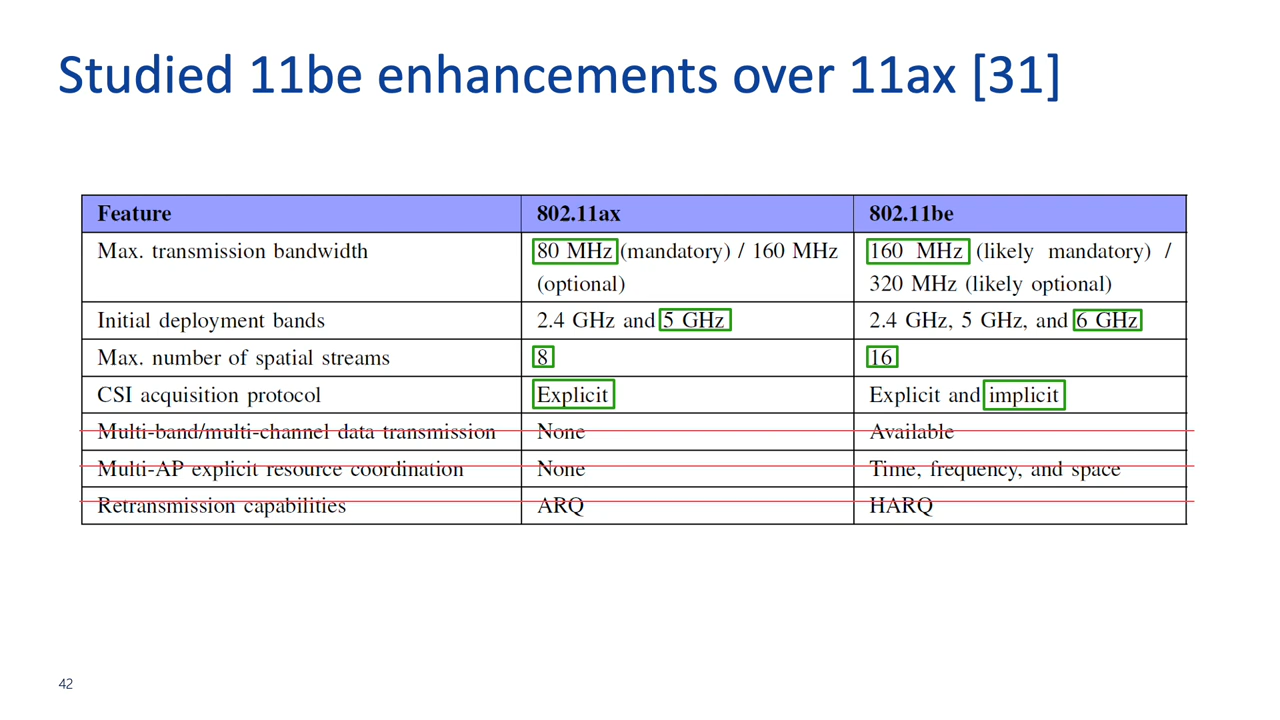 Studied 11be enhancements over 11ax [31]
Feature 802.11ax 802.11be
Max. transmission bandwidth 80 MHz (mandatory) / 160 MHz 160 MHz (likely mandatory) /
(optional) 320 MHz (likely optional)
Initial deployment bands 2.4 GHz and 5 GHz 2.4 GHz, 5 GHz, and 6 GHz
Max. number of spatial streams 8 16
CSI acquisition protocol Explicit Explicit and implicit
Multi-band/multi-channel data transmission None Available
Multi-AP explicit resource coordination None Time, frequency, and space
Retransmission capabilities ARQ HARQ
42